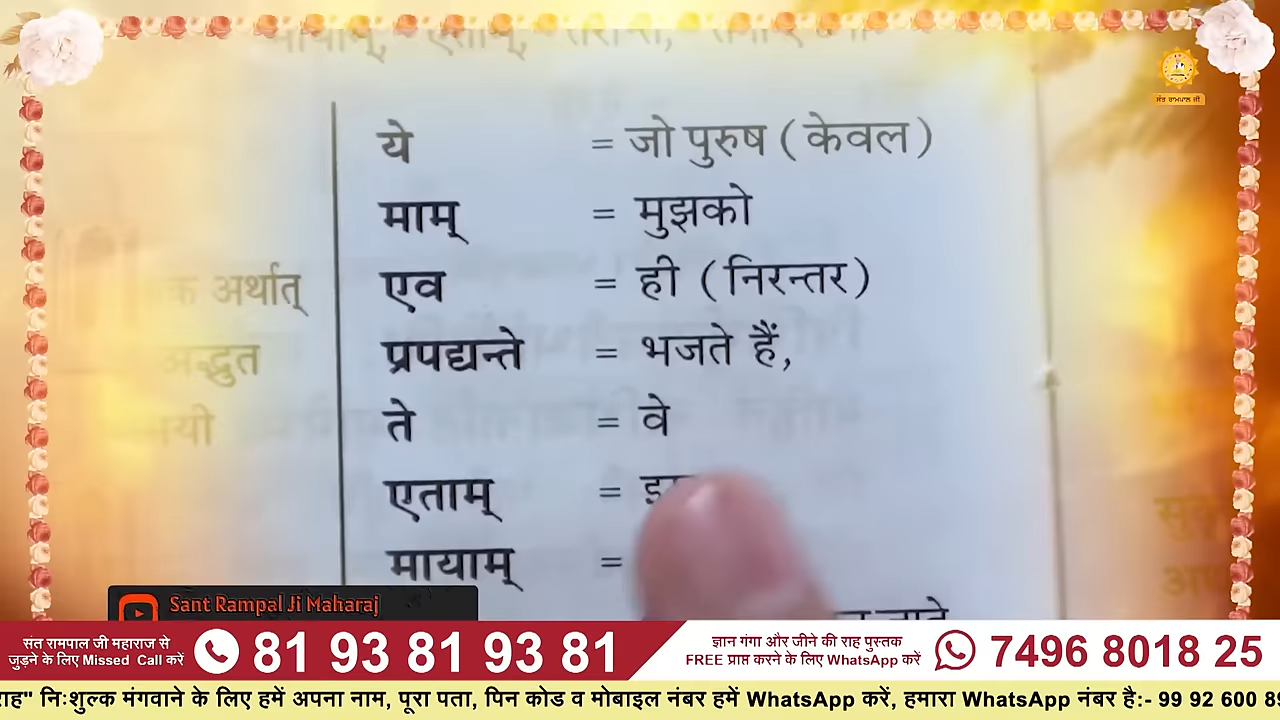 संत रामपाल जी
ये = जो पुरुष ( केवल )
माम् = मुझको
एव = ही ( निरन्तर )
प्रपद्यन्ते = भजते हैं,
ते = वे
एताम् =
मायाम् =
अर्थात्
अद्भुत
Sant Rampal Ji Maharaj
संत रामपाल जी महाराज से
जुड़ने के लिए Missed Call करें
81 93 81 93 81
ज्ञान गंगा और जीने की राह पुस्तक
FREE प्राप्त करने के लिए WhatsApp करें
7496 8018 25
राह" निःशुल्क मंगवाने के लिए हमें अपना नाम, पूरा पता, पिन कोड व मोबाइल नंबर हमें WhatsApp करें, हमारा WhatsApp नंबर है:- 99 92 600 8